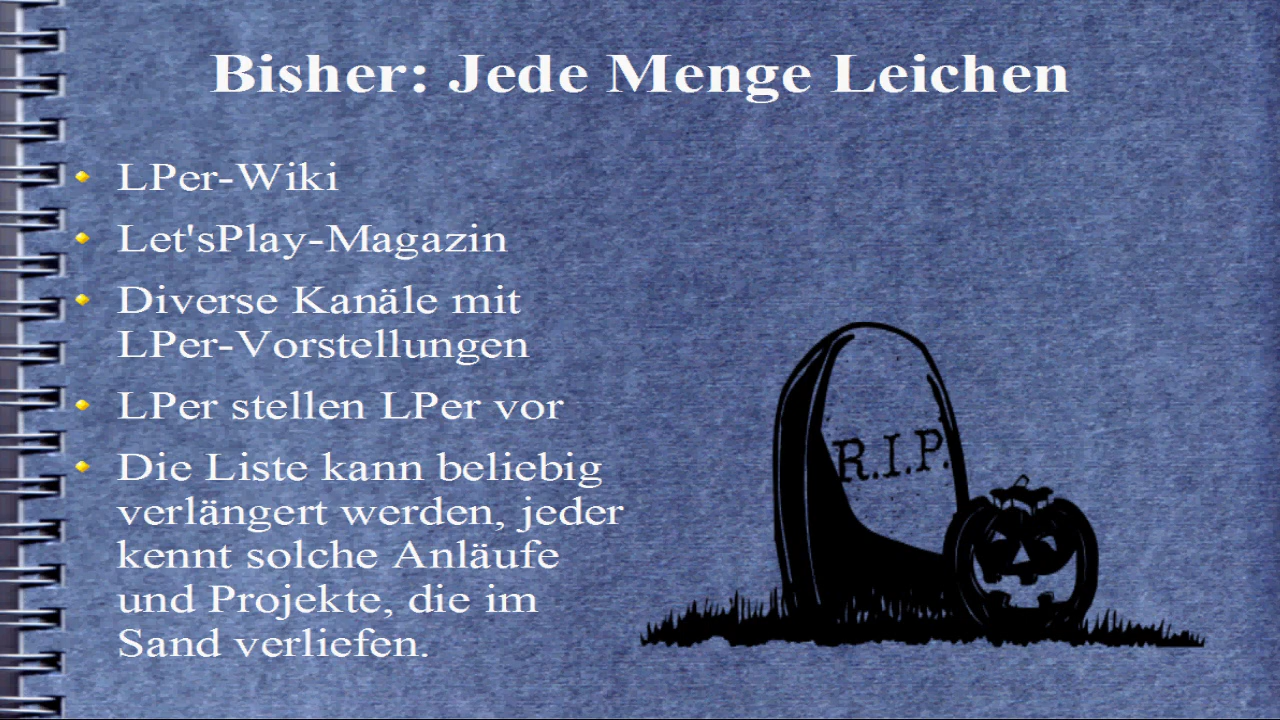 Bisher: Jede Menge Leichen
LPer-Wiki
Let'sPlay-Magazin
Diverse Kanäle mit
LPer-Vorstellungen
LPer stellen LPer vor
Die Liste kann beliebig
verlängert werden, jeder
kennt solche Anläufe
und Projekte, die im
Sand verliefen.
R.I.P.